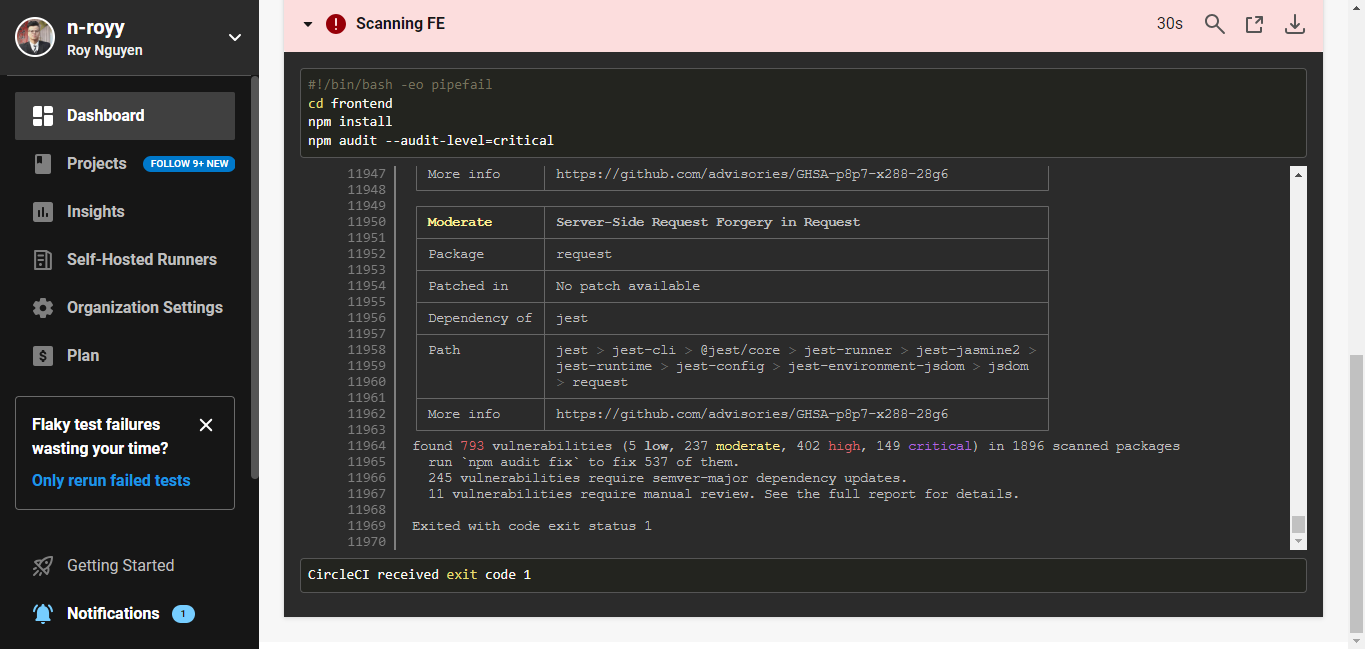 n-royy
Roy Nguyen
Dashboard
Projects FOLLOW 9+ NEW
Insights
Self-Hosted Runners
Organization Settings
$ Plan
Flaky test failures
wasting your time?
Only rerun failed tests
Getting Started
Notifications 1
! Scanning FE 30s
#!/bin/bash -eo pipefail
cd frontend
npm install
npm audit --audit-level=critical
11947 More info https://github.com/advisories/GHSA-p8p7-x288-28g6
11948
11949
11950 Moderate Server-Side Request Forgery in Request
11951
11952 Package request
11953
11954 Patched in No patch available
11955
11956 Dependency of jest
11957
11958 Path jest > jest-cli > @jest/core > jest-runner > jest-jasmine2 >
11959 jest-runtime > jest-config > jest-environment-jsdom > jsdom
11960 > request
11961
11962 More info https://github.com/advisories/GHSA-p8p7-x288-28g6
11963
11964 found 793 vulnerabilities (5 low, 237 moderate, 402 high, 149 critical) in 1896 scanned packages
11965 run `npm audit fix` to fix 537 of them.
11966 245 vulnerabilities require semver-major dependency updates.
11967 11 vulnerabilities require manual review. See the full report for details.
11968
11969 Exited with code exit status 1
11970
CircleCI received exit code 1